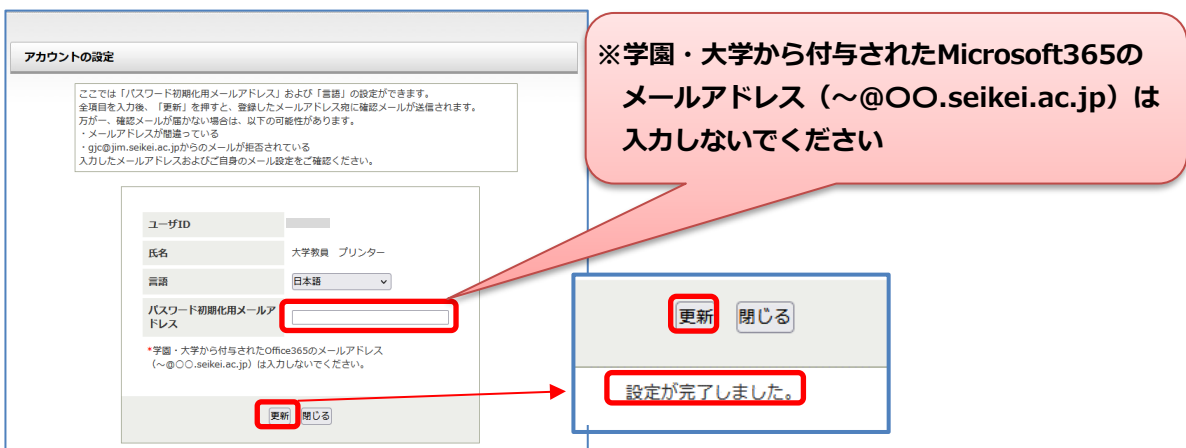 アカウントの設定
ここでは「パスワード初期化用メールアドレス」および「言語」の設定ができます。
全項目を入力後、「更新」を押すと、登録したメールアドレス宛に確認メールが送信されます。
万が一、確認メールが届かない場合は、以下の可能性があります。
・メールアドレスが間違っている
・gjc@jim.seikei.ac.jpからのメールが拒否されている
入力したメールアドレスおよびご自身のメール設定をご確認ください。
※学園・大学から付与されたMicrosoft365の
メールアドレス（～@〇〇.seikei.ac.jp）は
入力しないでください
ユーザID
氏名 大学教員 プリンター
言語 日本語
パスワード初期化用メールア
ドレス
*学園・大学から付与されたOffice365のメールアドレス
（～@〇〇.seikei.ac.jp）は入力しないでください。
更新 閉じる
更新 閉じる
設定が完了しました。